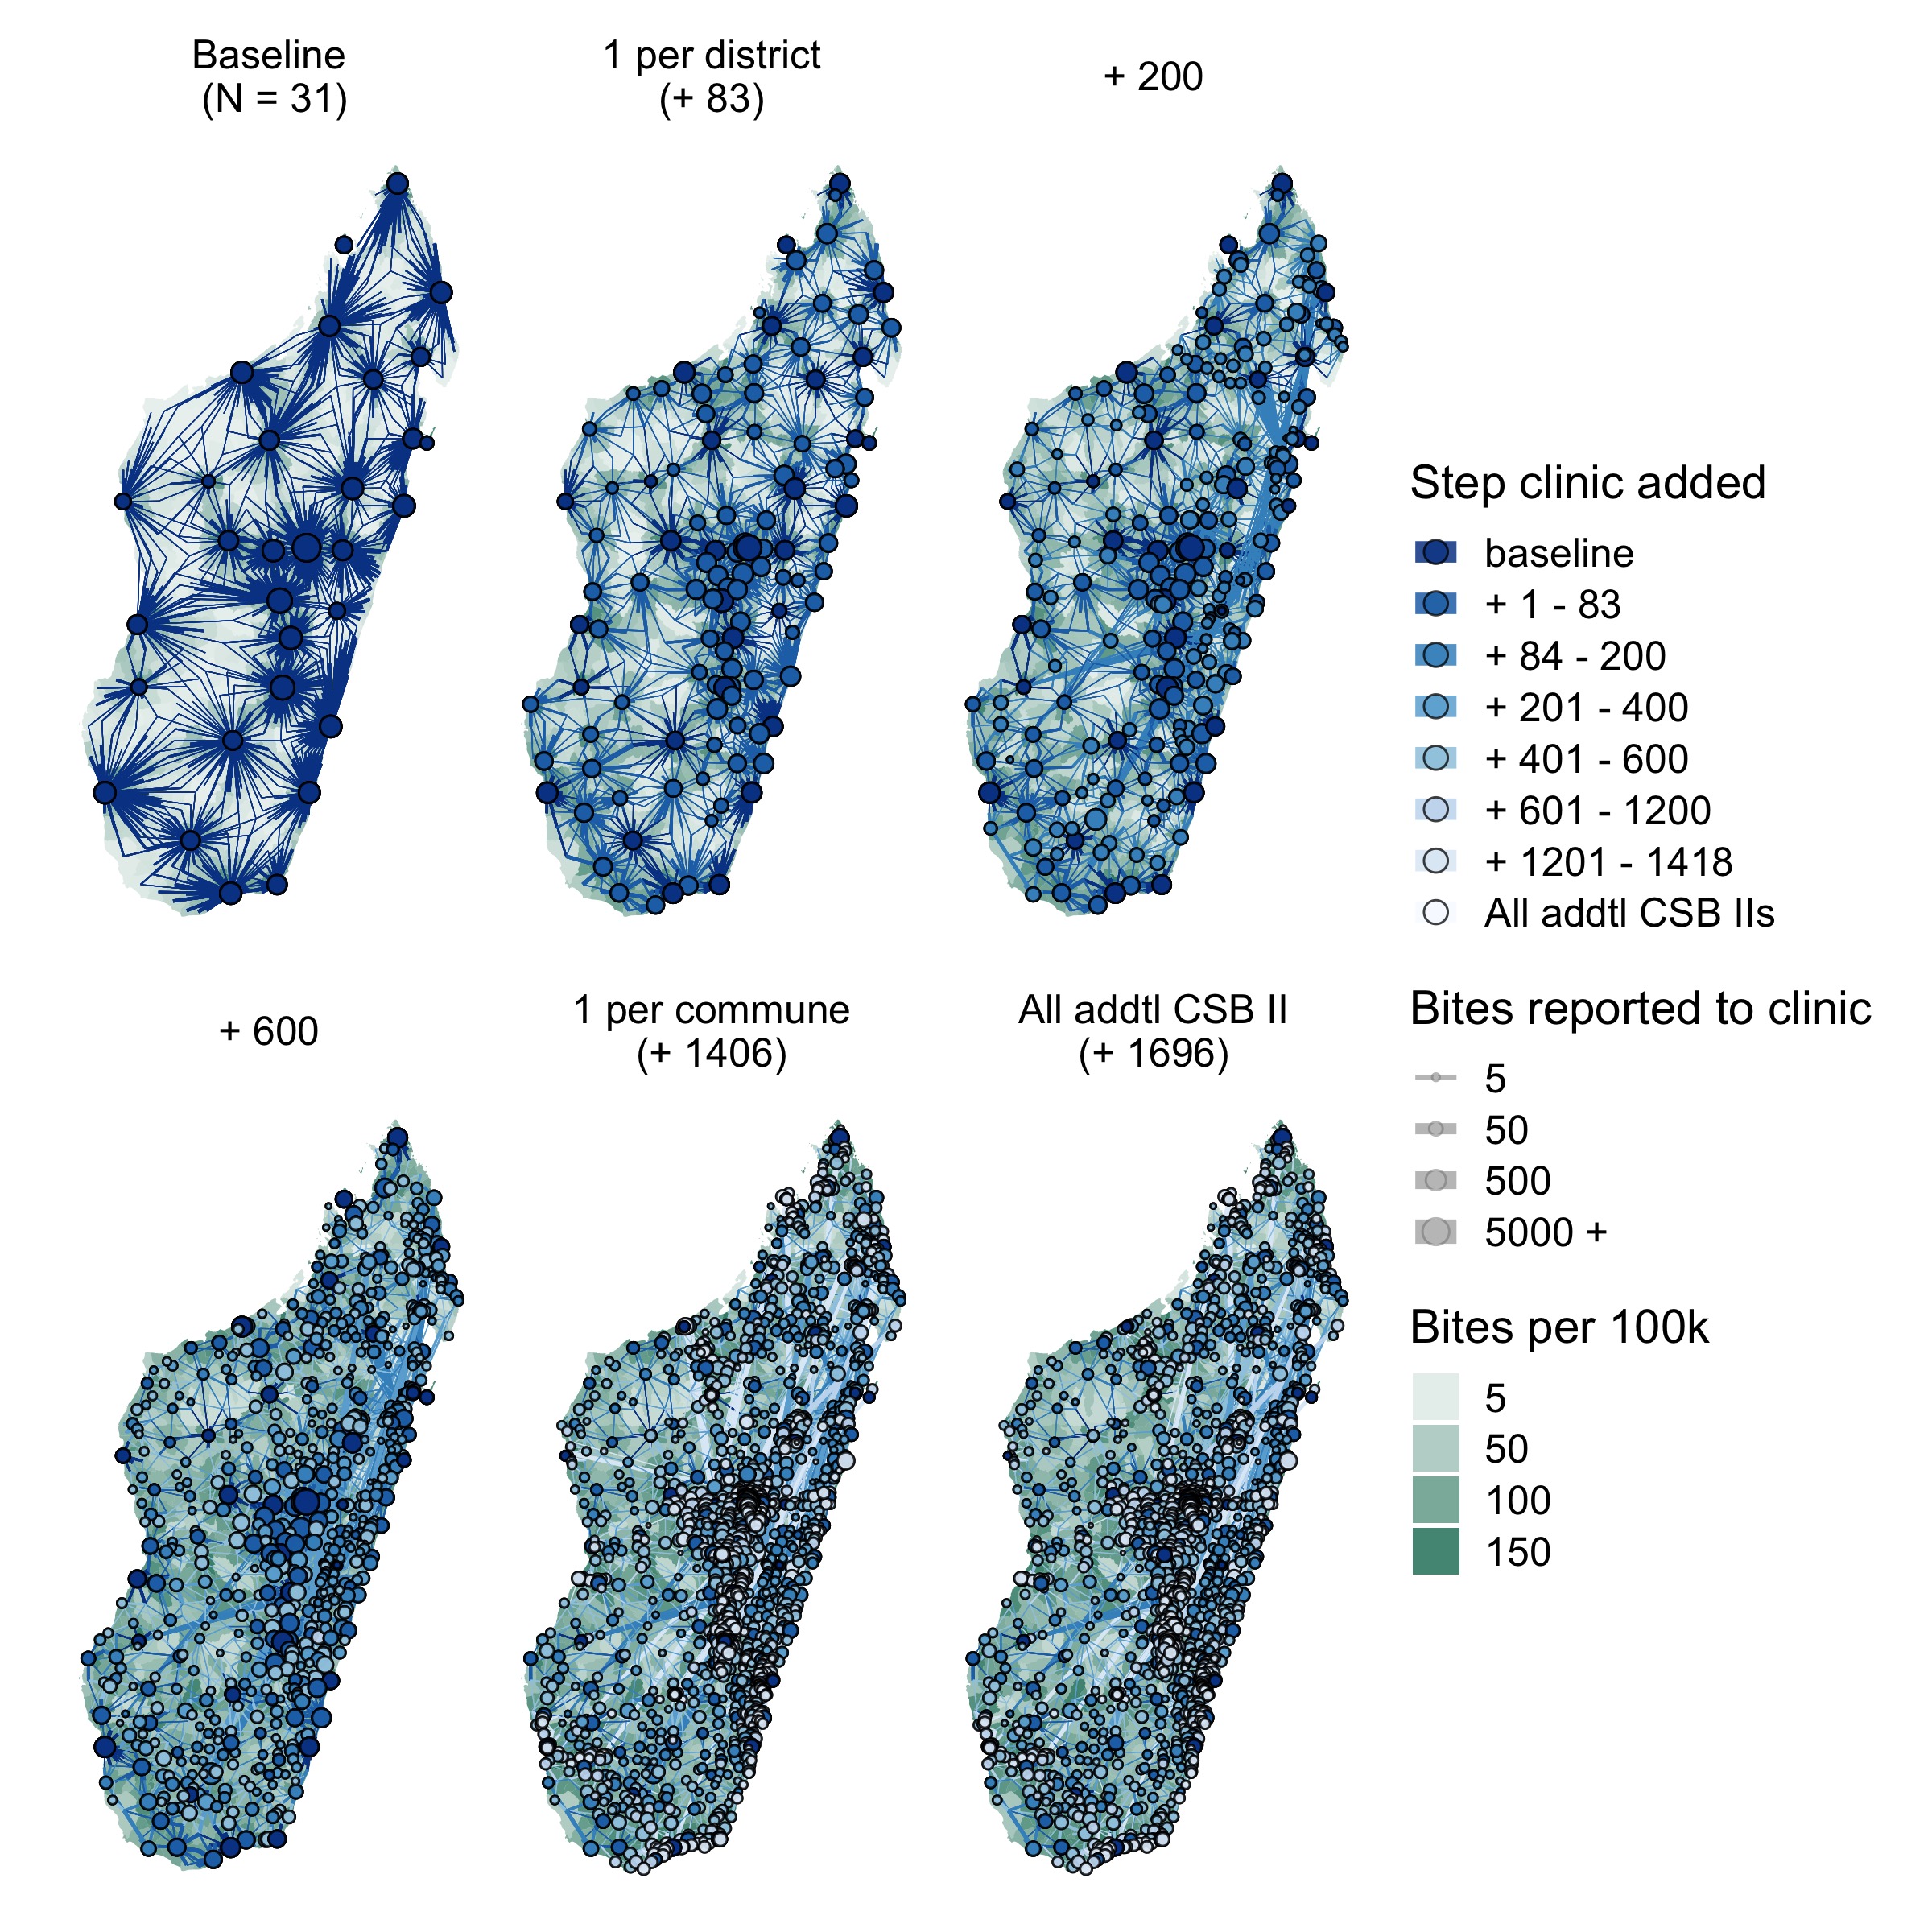 Baseline
(N = 31)
1 per district
(+ 83)
+ 200
Step clinic added
baseline
+ 1 - 83
+ 84 - 200
+ 201 - 400
+ 401 - 600
+ 601 - 1200
+ 1201 - 1418
All addtl CSB IIs
+ 600
1 per commune
(+ 1406)
All addtl CSB II
(+ 1696)
Bites reported to clinic
5
50
500
5000 +
Bites per 100k
5
50
100
150